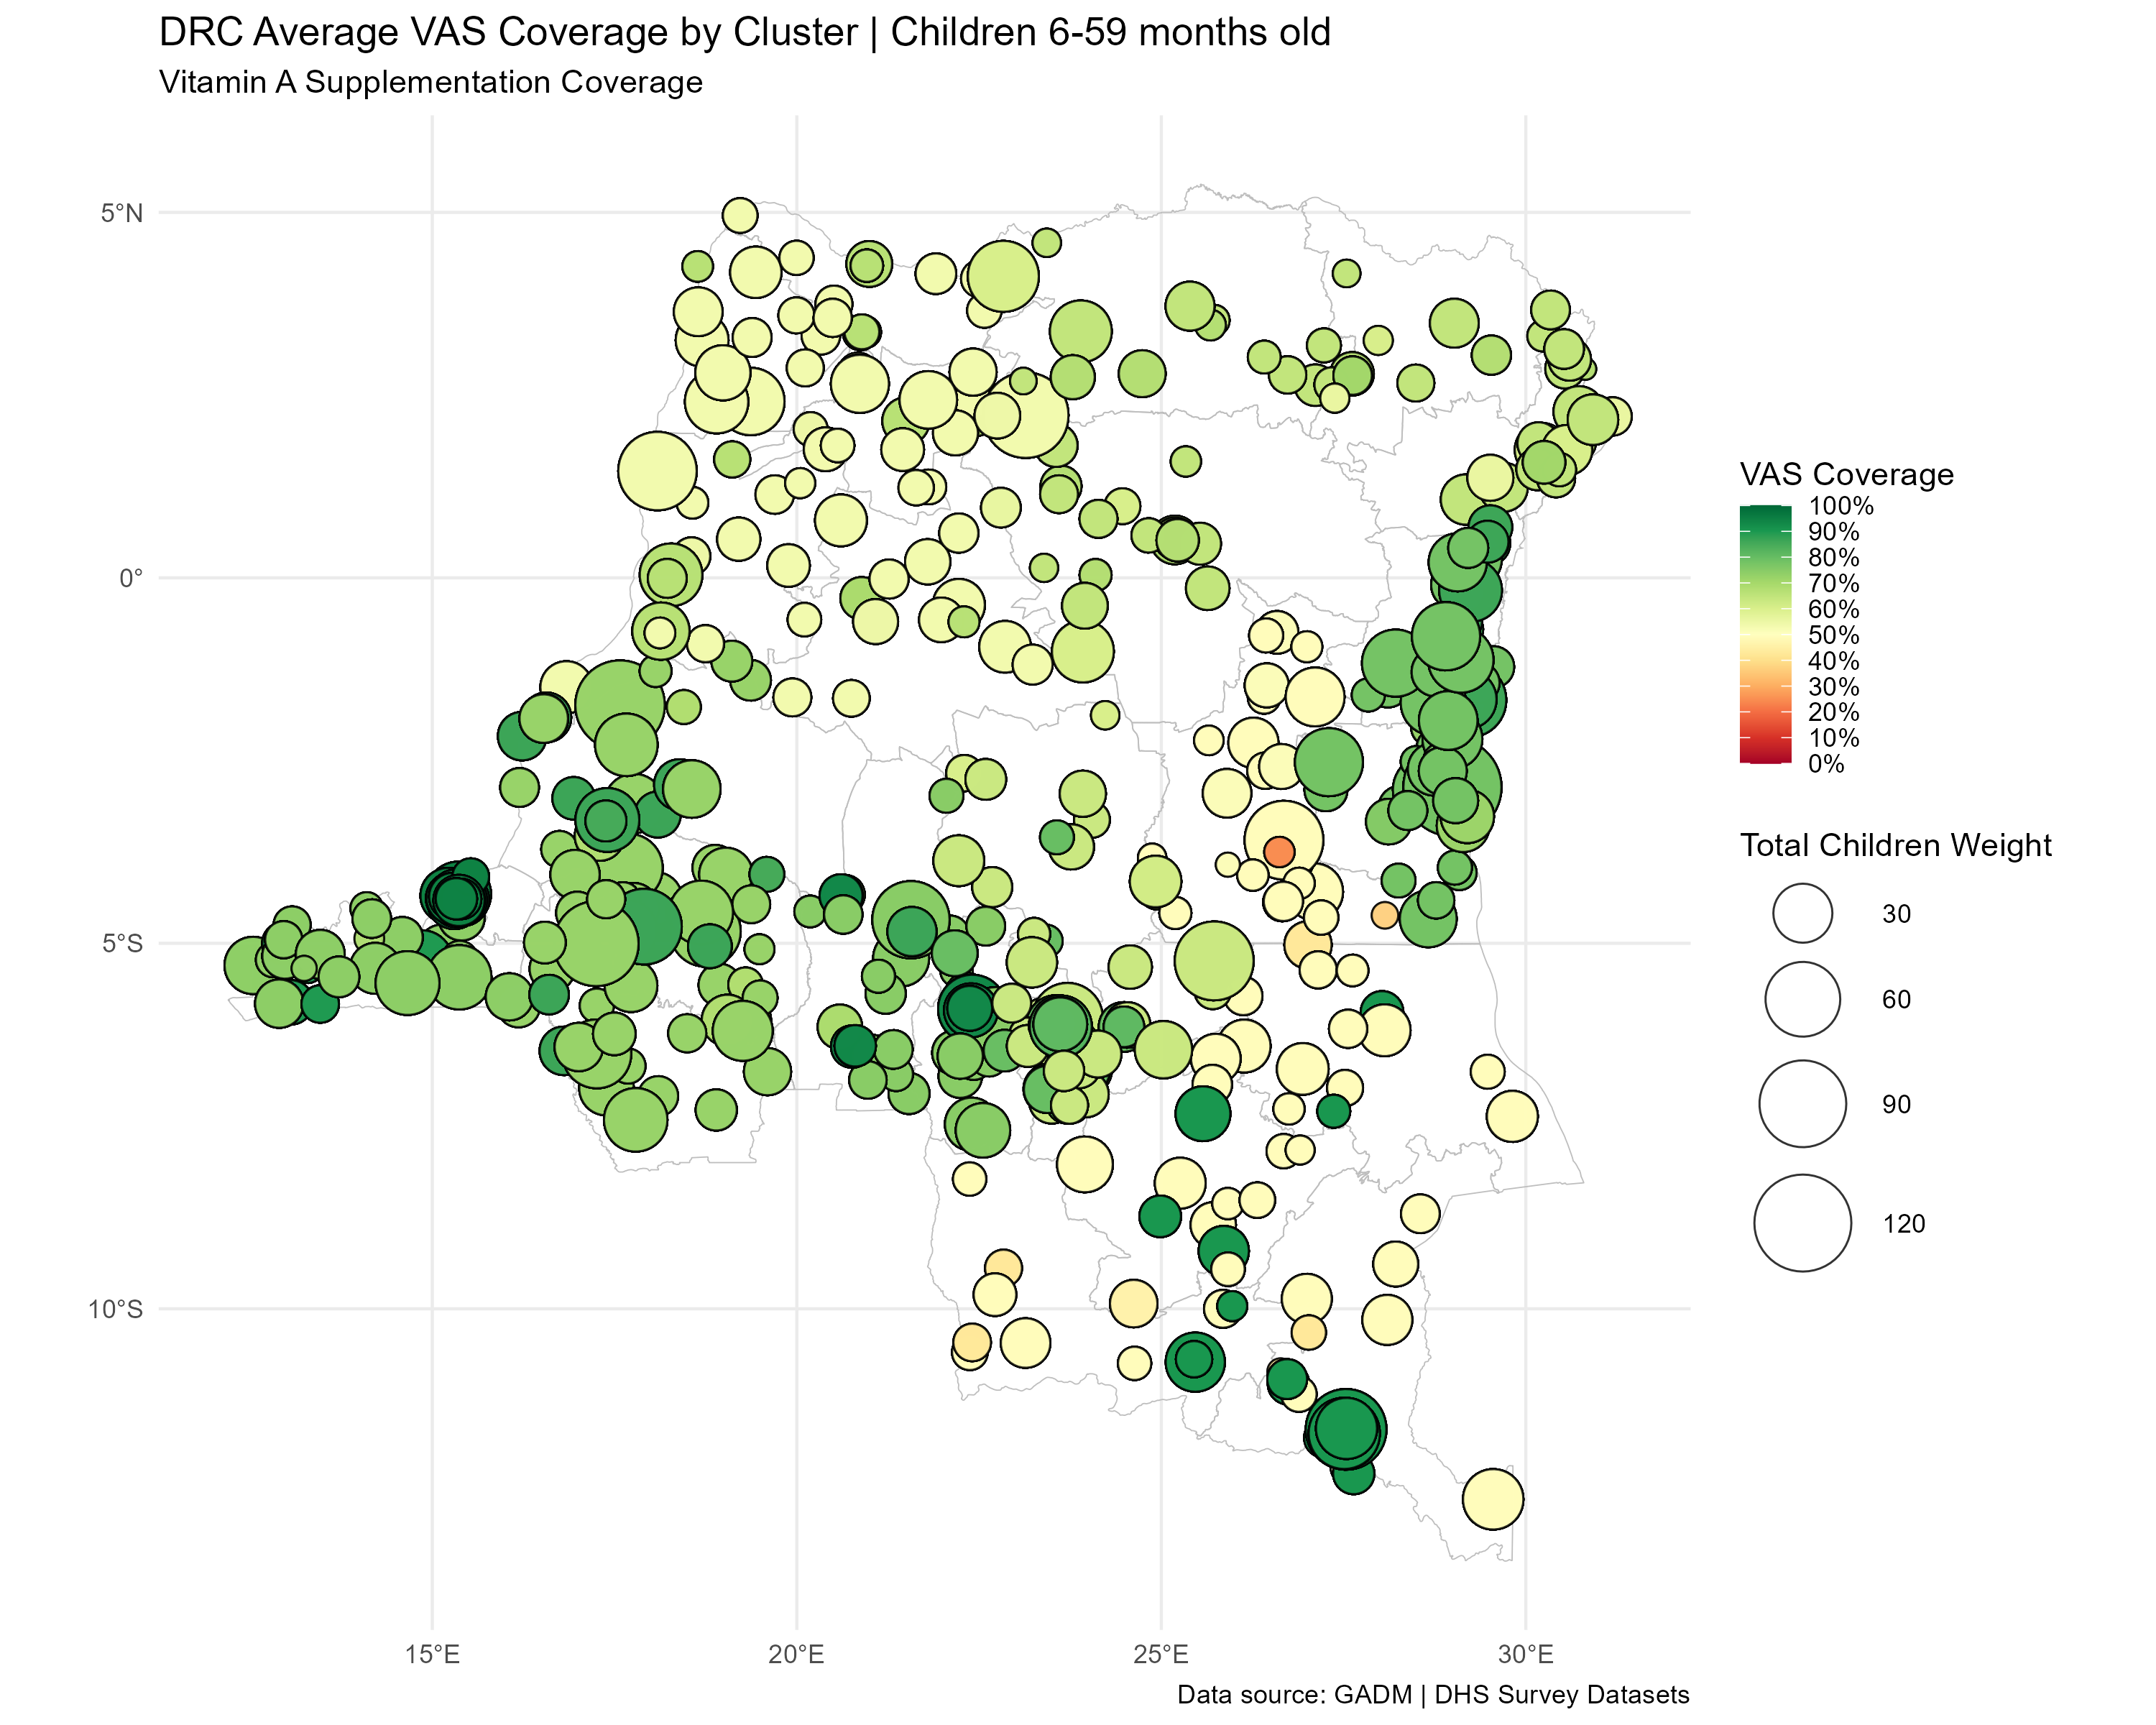 DRC Average VAS Coverage by Cluster | Children 6-59 months old
Vitamin A Supplementation Coverage
5°N
0°
5°S
10°S
15°E
20°E
25°E
30°E
VAS Coverage
100%
90%
80%
70%
60%
50%
40%
30%
20%
10%
0%
Total Children Weight
30
60
90
120
Data source: GADM | DHS Survey Datasets